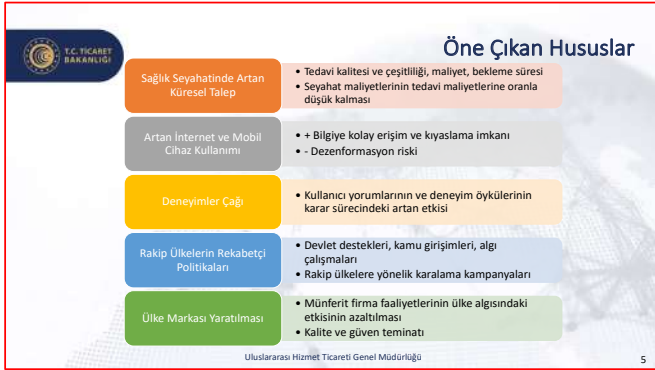 T.C. TİCARET
BAKANLIĞI
Öne Çıkan Hususlar
Sağlık Seyahatinde Artan
Küresel Talep
• Tedavi kalitesi ve çeşitliliği, maliyet, bekleme süresi
• Seyahat maliyetlerinin tedavi maliyetlerine oranla
düşük kalması
Artan İnternet ve Mobil
Cihaz Kullanımı
• + Bilgiye kolay erişim ve kıyaslama imkanı
• - Dezenformasyon riski
Deneyimler Çağı
• Kullanıcı yorumlarının ve deneyim öykülerinin
karar sürecindeki artan etkisi
Rakip Ülkelerin Rekabetçi
Politikaları
• Devlet destekleri, kamu girişimleri, algı
çalışmaları
• Rakip ülkelere yönelik karalama kampanyaları
Ülke Markası Yaratılması
• Münferit firma faaliyetlerinin ülke algısındaki
etkisinin azaltılması
• Kalite ve güven teminatı
Uluslararası Hizmet Ticareti Genel Müdürlüğü
5